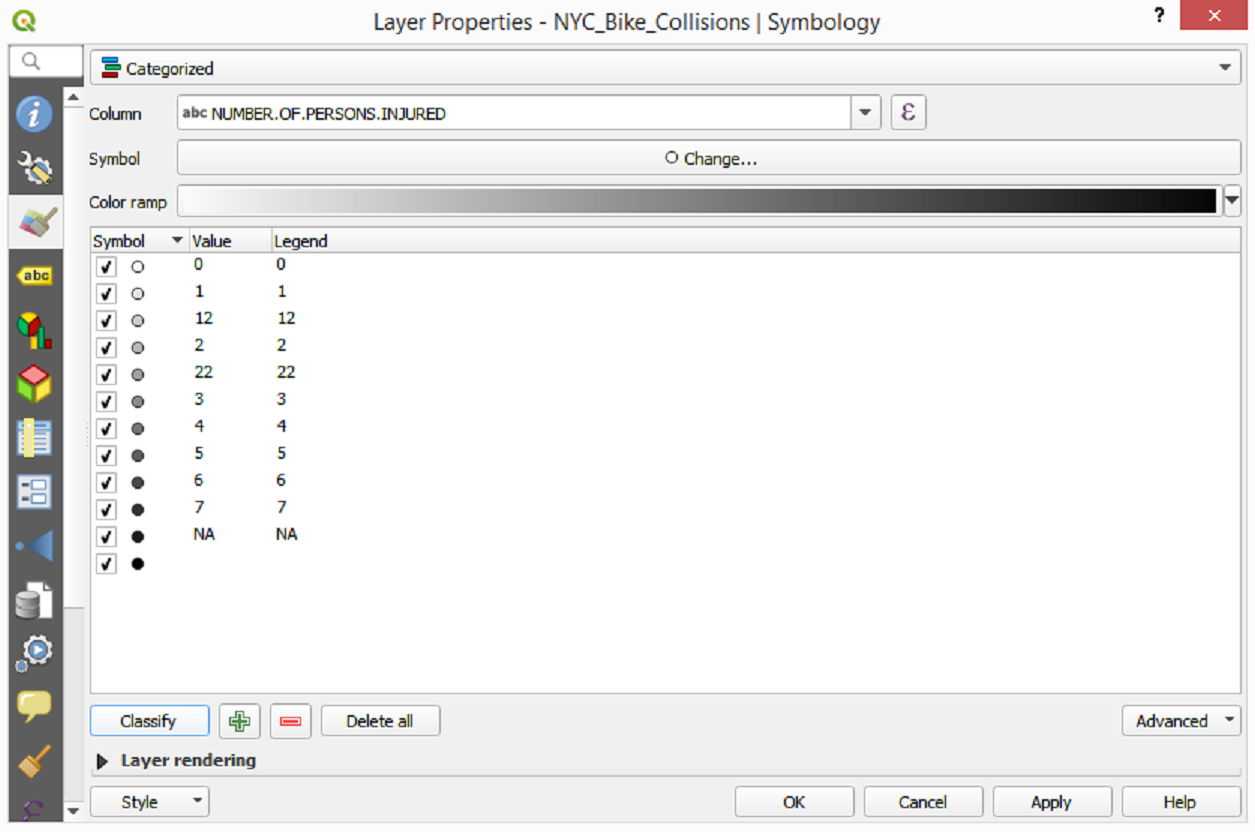 Layer Properties - NYC_Bike_Collisions | Symbology ?
Categorized
Column abc NUMBER.OF.PERSONS.INJURED ε
Symbol Change...
Color ramp
Symbol Value Legend
0 0
1 1
12 12
2 2
22 22
3 3
4 4
5 5
6 6
7 7
NA NA
abc
Classify Delete all Advanced
Layer rendering
Style OK Cancel Apply Help